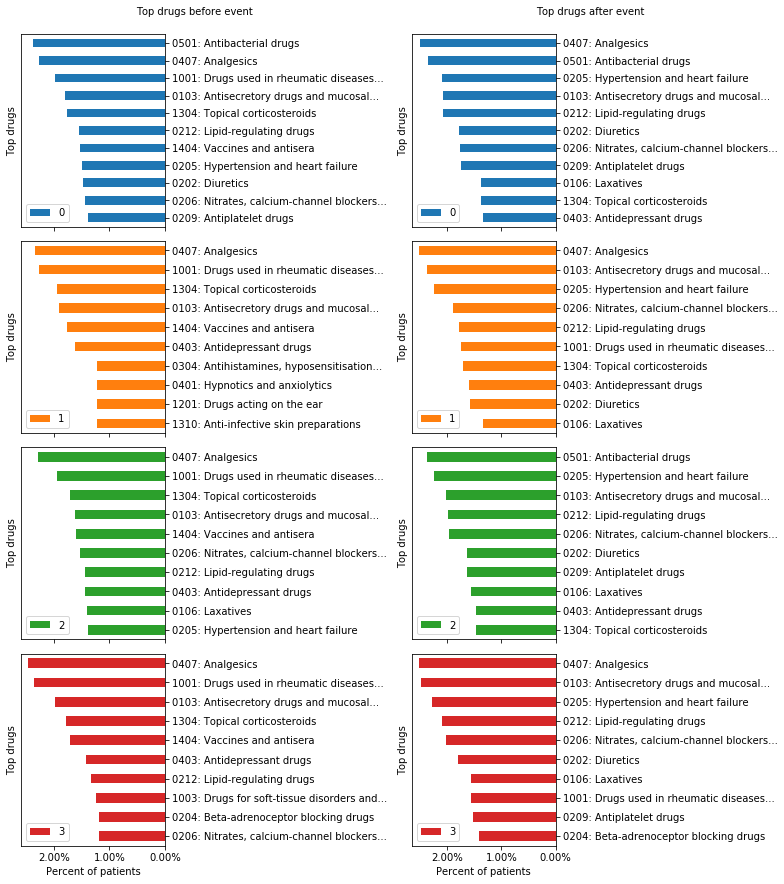 Top drugs before event
Top drugs
0501: Antibacterial drugs
0407: Analgesics
1001: Drugs used in rheumatic diseases...
0103: Antisecretory drugs and mucosal...
1304: Topical corticosteroids
0212: Lipid-regulating drugs
1404: Vaccines and antisera
0205: Hypertension and heart failure
0202: Diuretics
0206: Nitrates, calcium-channel blockers...
0209: Antiplatelet drugs
0
Top drugs
0407: Analgesics
1001: Drugs used in rheumatic diseases...
1304: Topical corticosteroids
0103: Antisecretory drugs and mucosal...
1404: Vaccines and antisera
0403: Antidepressant drugs
0304: Antihistamines, hyposensitisation...
0401: Hypnotics and anxiolytics
1201: Drugs acting on the ear
1310: Anti-infective skin preparations
1
Top drugs
0407: Analgesics
1001: Drugs used in rheumatic diseases...
1304: Topical corticosteroids
0103: Antisecretory drugs and mucosal...
1404: Vaccines and antisera
0206: Nitrates, calcium-channel blockers...
0212: Lipid-regulating drugs
0403: Antidepressant drugs
0106: Laxatives
0205: Hypertension and heart failure
2
Top drugs
0407: Analgesics
1001: Drugs used in rheumatic diseases...
0103: Antisecretory drugs and mucosal...
1304: Topical corticosteroids
1404: Vaccines and antisera
0403: Antidepressant drugs
0212: Lipid-regulating drugs
1003: Drugs for soft-tissue disorders and...
0204: Beta-adrenoceptor blocking drugs
0206: Nitrates, calcium-channel blockers...
3
2.00% 1.00% 0.00%
Percent of patients
Top drugs after event
Top drugs
0407: Analgesics
0501: Antibacterial drugs
0205: Hypertension and heart failure
0103: Antisecretory drugs and mucosal...
0212: Lipid-regulating drugs
0202: Diuretics
0206: Nitrates, calcium-channel blockers...
0209: Antiplatelet drugs
0106: Laxatives
1304: Topical corticosteroids
0403: Antidepressant drugs
0
Top drugs
0407: Analgesics
0103: Antisecretory drugs and mucosal...
0205: Hypertension and heart failure
0206: Nitrates, calcium-channel blockers...
0212: Lipid-regulating drugs
1001: Drugs used in rheumatic diseases...
1304: Topical corticosteroids
0403: Antidepressant drugs
0202: Diuretics
0106: Laxatives
1
Top drugs
0501: Antibacterial drugs
0205: Hypertension and heart failure
0103: Antisecretory drugs and mucosal...
0212: Lipid-regulating drugs
0206: Nitrates, calcium-channel blockers...
0202: Diuretics
0209: Antiplatelet drugs
0106: Laxatives
0403: Antidepressant drugs
1304: Topical corticosteroids
2
Top drugs
0407: Analgesics
0103: Antisecretory drugs and mucosal...
0205: Hypertension and heart failure
0212: Lipid-regulating drugs
0206: Nitrates, calcium-channel blockers...
0202: Diuretics
0106: Laxatives
1001: Drugs used in rheumatic diseases...
0209: Antiplatelet drugs
0204: Beta-adrenoceptor blocking drugs
3
2.00% 1.00% 0.00%
Percent of patients